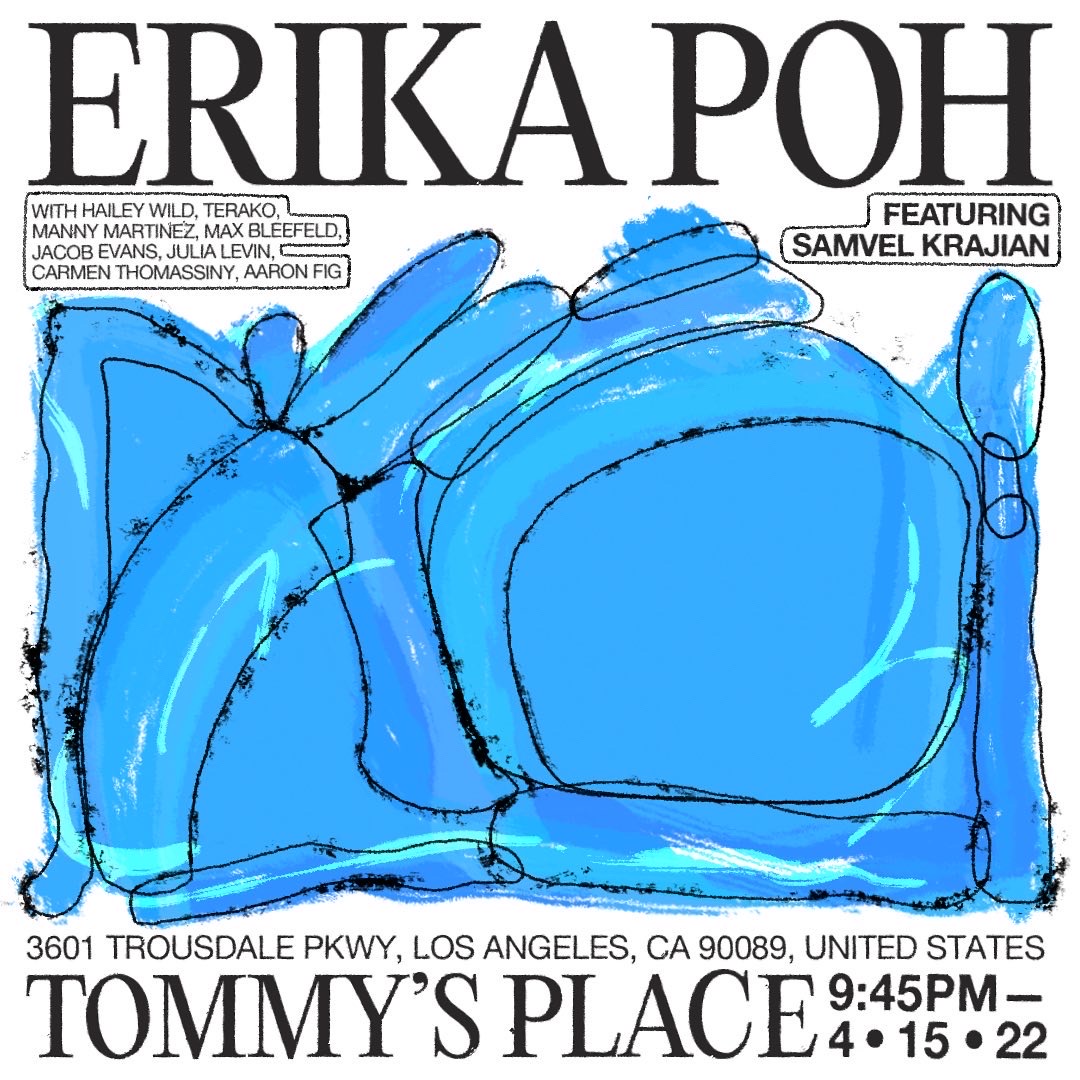 ERIKA POH
WITH HAILEY WILD, TERAKO,
MANNY MARTINEZ, MAX BLEEFELD,
JACOB EVANS, JULIA LEVIN,
CARMEN THOMASSINY, AARON FIG
FEATURING
SAMVEL KRAJIAN
3601 TROUSDALE PKWY, LOS ANGELES, CA 90089, UNITED STATES
TOMMY'S PLACE
9:45PM—
4 • 15 • 22